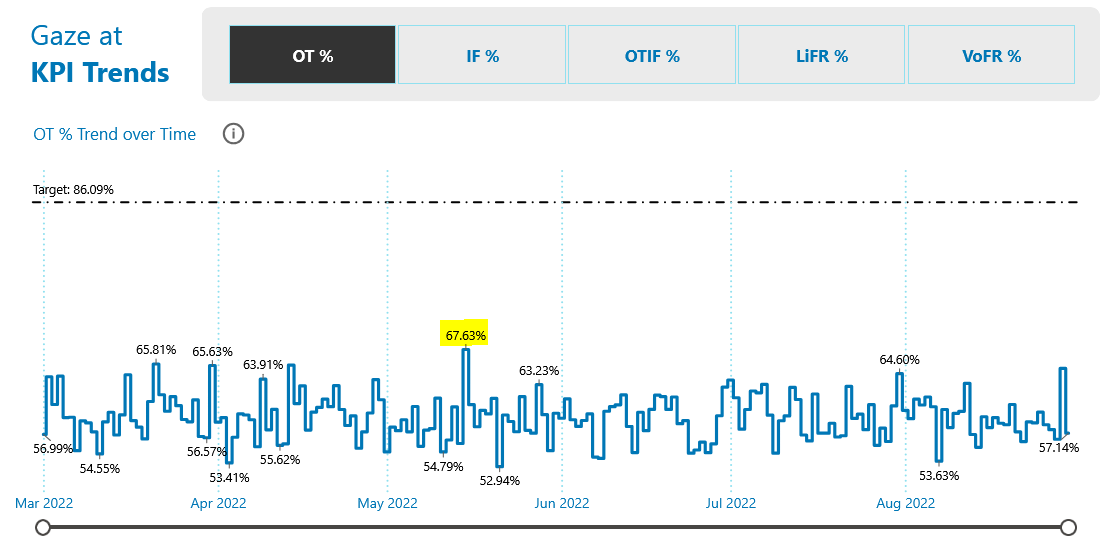 Gaze at
KPI Trends
OT %
IF %
OTIF %
LiFR %
VoFR %
OT % Trend over Time
Target: 86.09%
67.63%
65.81%
65.63%
63.91%
63.23%
64.60%
56.99%
54.55%
56.57%
53.41%
55.62%
54.79%
52.94%
53.63%
57.14%
Mar 2022
Apr 2022
May 2022
Jun 2022
Jul 2022
Aug 2022